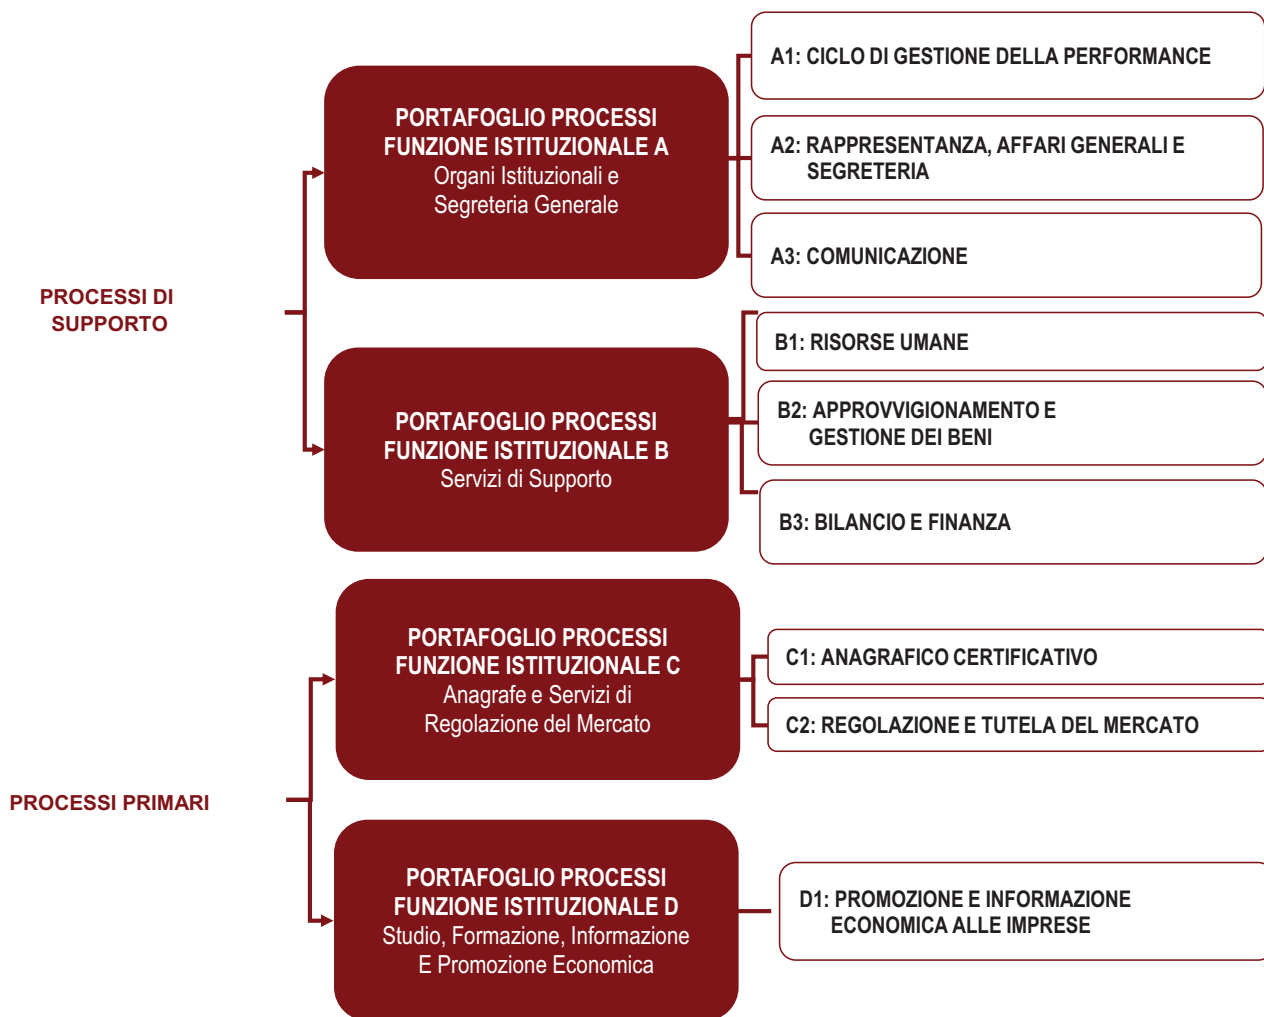 PROCESSI DI
SUPPORTO
PORTAFOGLIO PROCESSI
FUNZIONE ISTITUZIONALE A
Organi Istituzionali e
Segreteria Generale
A1: CICLO DI GESTIONE DELLA PERFORMANCE
A2: RAPPRESENTANZA, AFFARI GENERALI E
SEGRETERIA
A3: COMUNICAZIONE
PORTAFOGLIO PROCESSI
FUNZIONE ISTITUZIONALE B
Servizi di Supporto
B1: RISORSE UMANE
B2: APPROVVIGIONAMENTO E
GESTIONE DEI BENI
B3: BILANCIO E FINANZA
PROCESSI PRIMARI
PORTAFOGLIO PROCESSI
FUNZIONE ISTITUZIONALE C
Anagrafe e Servizi di
Regolazione del Mercato
C1: ANAGRAFICO CERTIFICATIVO
C2: REGOLAZIONE E TUTELA DEL MERCATO
PORTAFOGLIO PROCESSI
FUNZIONE ISTITUZIONALE D
Studio, Formazione, Informazione
E Promozione Economica
D1: PROMOZIONE E INFORMAZIONE
ECONOMICA ALLE IMPRESE